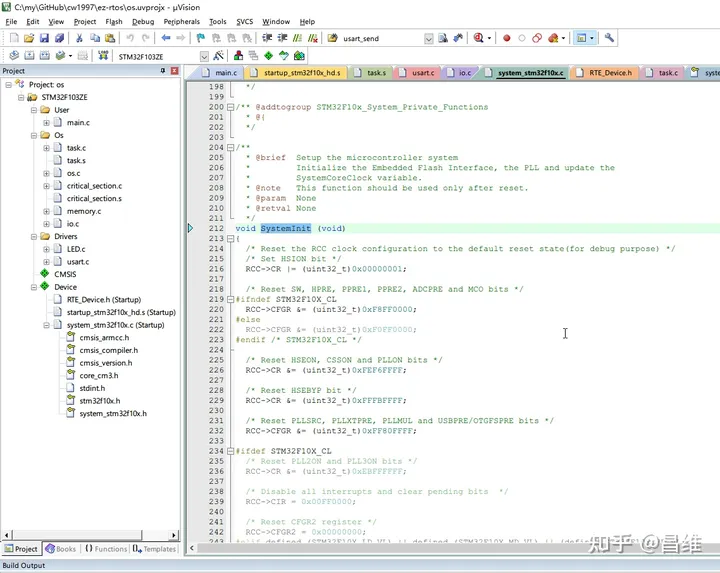 C:\my\GitHub\cw1997\ez-rtos\os.uvprojx - µVision
File Edit View Project Flash Debug Peripherals Tools SVCS Window Help
usart_send
STM32F103ZE
Project
main.c startup_stm32f10x_hd.s task.s usart.c io.c system_stm32f10x.c RTE_Device.h task.c syste
Project: os
STM32F103ZE
User
main.c
Os
task.c
task.s
os.c
critical_section.c
critical_section.s
memory.c
io.c
Drivers
LED.c
usart.c
CMSIS
Device
RTE_Device.h (Startup)
startup_stm32f10x_hd.s (Startup)
system_stm32f10x.c (Startup)
cmsis_armcc.h
cmsis_compiler.h
cmsis_version.h
core_cm3.h
stdint.h
stm32f10x.h
system_stm32f10x.h
Project Books {} Functions Templates
198 */
199
200 /** @addtogroup STM32F10x_System_Private_Functions
201 * @{
202 */
203
204 /**
205 * @brief Setup the microcontroller system
206 * Initialize the Embedded Flash Interface, the PLL and update the
207 * SystemCoreClock variable.
208 * @note This function should be used only after reset.
209 * @param None
210 * @retval None
211 */
212 void SystemInit (void)
213 {
214 /* Reset the RCC clock configuration to the default reset state(for debug purpose) */
215 /* Set HSION bit */
216 RCC->CR |= (uint32_t)0x00000001;
217
218 /* Reset SW, HPRE, PPRE1, PPRE2, ADCPRE and MCO bits */
219 #ifndef STM32F10X_CL
220 RCC->CFGR &= (uint32_t)0xF8FF0000;
221 #else
222 RCC->CFGR &= (uint32_t)0xF0FF0000;
223 #endif /* STM32F10X_CL */
224
225 /* Reset HSEON, CSSON and PLLON bits */
226 RCC->CR &= (uint32_t)0xFEF6FFFF;
227
228 /* Reset HSEBYP bit */
229 RCC->CR &= (uint32_t)0xFFFBFFFF;
230
231 /* Reset PLLSRC, PLLXTPRE, PLLMUL and USBPRE/OTGFSPRE bits */
232 RCC->CFGR &= (uint32_t)0xFF80FFFF;
233
234 #ifdef STM32F10X_CL
235 /* Reset PLL2ON and PLL3ON bits */
236 RCC->CR &= (uint32_t)0xEBFFFFFF;
237
238 /* Disable all interrupts and clear pending bits */
239 RCC->CIR = 0x00FF0000;
240
241 /* Reset CFGR2 register */
242 RCC->CFGR2 = 0x00000000;
243 #elif defined (STM32F10X_LD_VL) || defined (STM32F10X_MD_VL) || (define
知乎 @昌维
Build Output